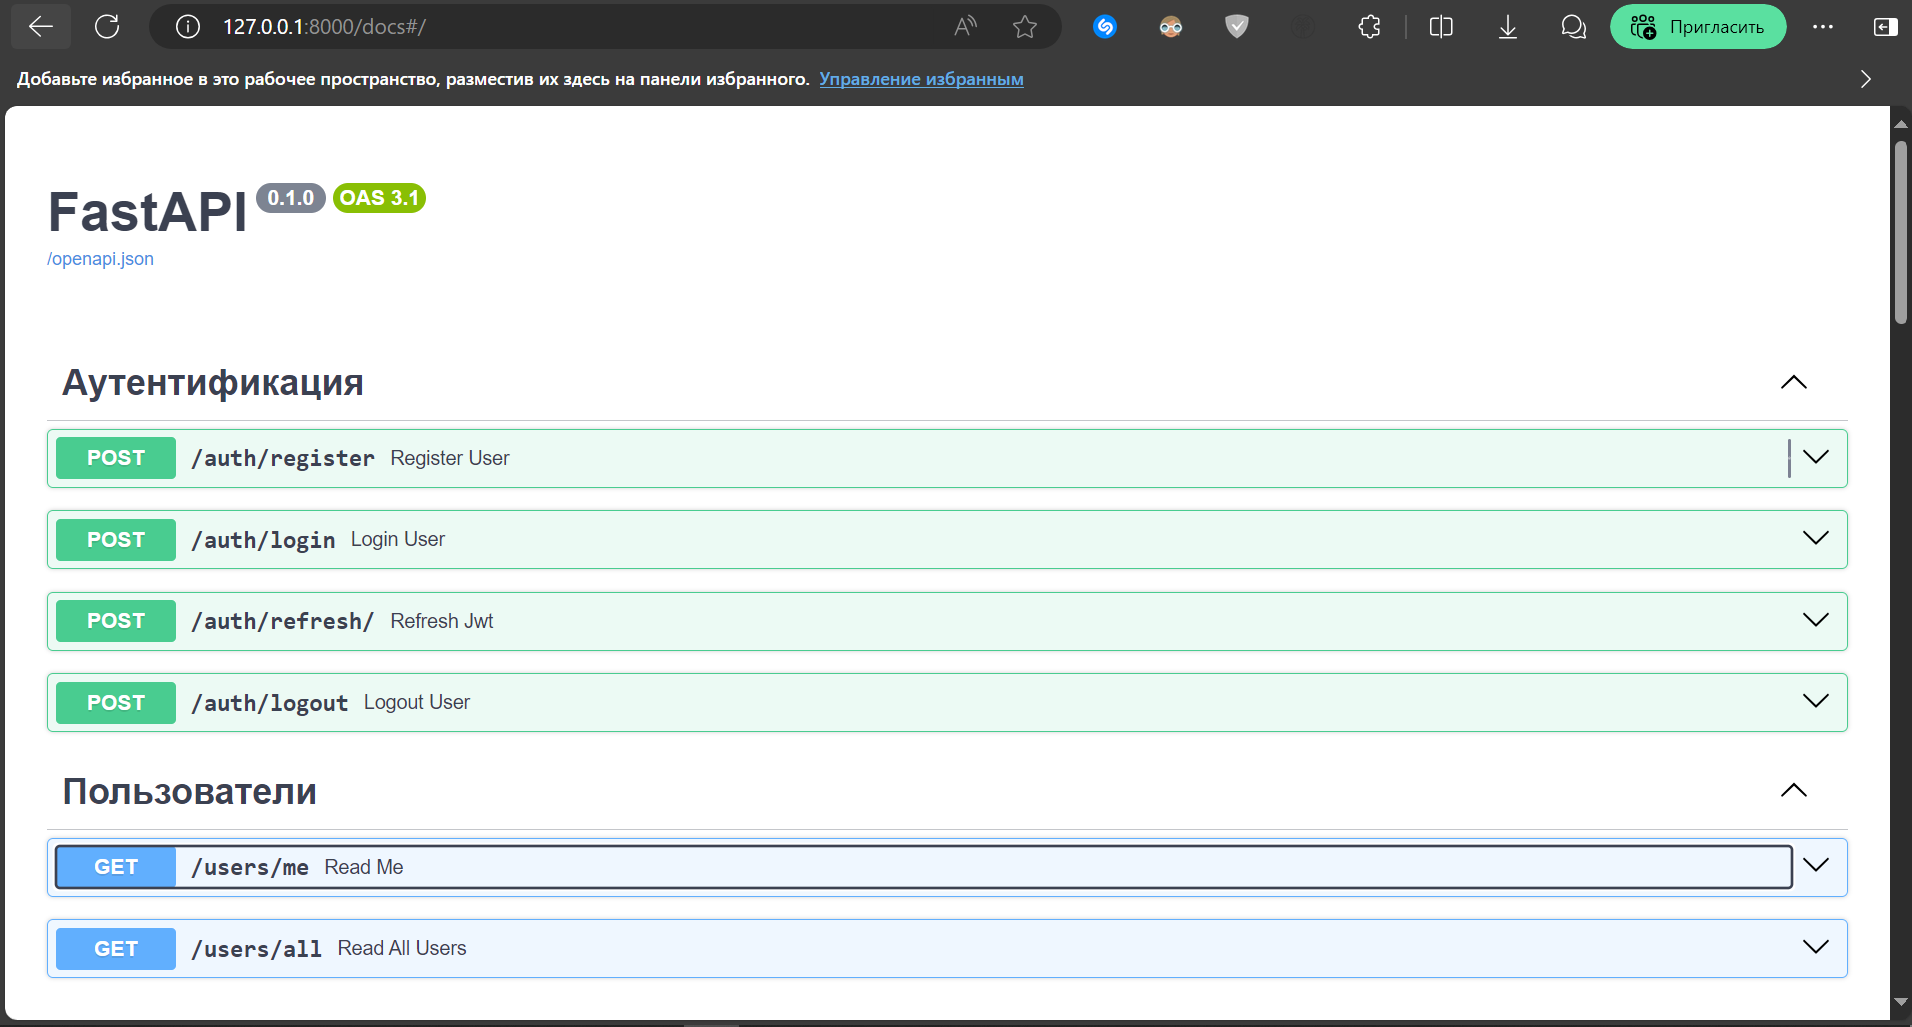 127.0.0.1:8000/docs#/
Пригласить
Добавьте избранное в это рабочее пространство, разместив их здесь на панели избранного. Управление избранным
FastAPI 0.1.0 OAS 3.1
/openapi.json
Аутентификация
POST /auth/register Register User
POST /auth/login Login User
POST /auth/refresh/ Refresh Jwt
POST /auth/logout Logout User
Пользователи
GET /users/me Read Me
GET /users/all Read All Users